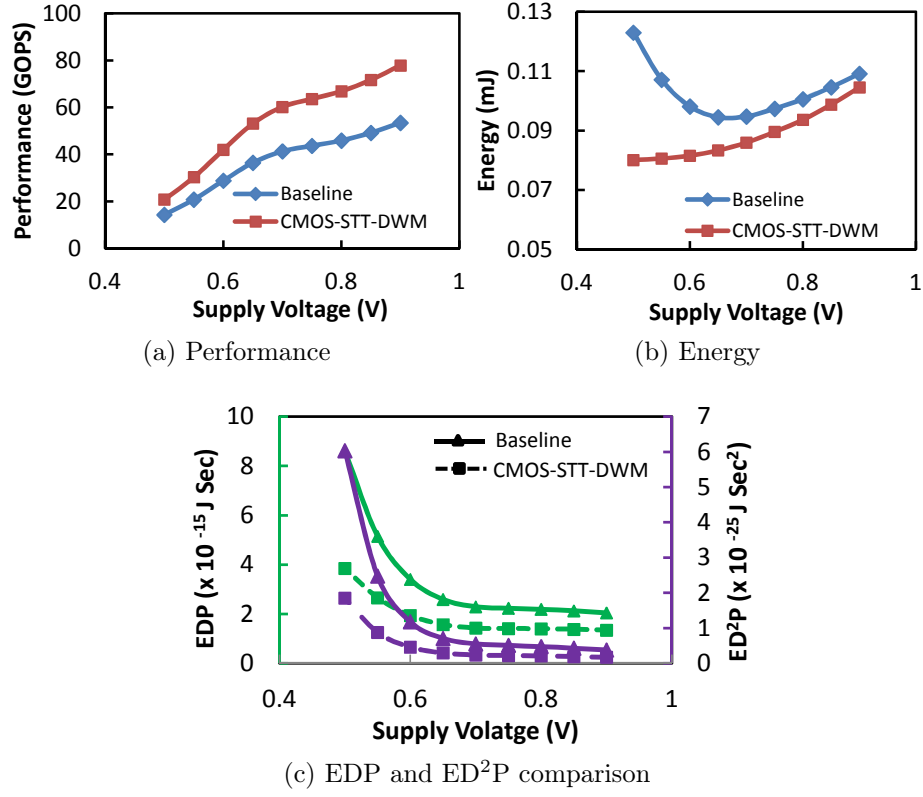 100
80
60
40
20
0
Performance (GOPS)
Baseline
CMOS-STT-DWM
0.4
0.6
0.8
1
Supply Voltage (V)
(a) Performance
0.13
0.11
0.09
0.07
0.05
Energy (mJ)
Baseline
CMOS-STT-DWM
0.4
0.6
0.8
1
Supply Voltage (V)
(b) Energy
10
8
6
4
2
0
EDP (x 10 -15 J Sec)
Baseline
CMOS-STT-DWM
7
6
5
4
3
2
1
0
ED²P (x 10 -25 J Sec²)
0.4
0.6
0.8
1
Supply Volatge (V)
(c) EDP and ED²P comparison